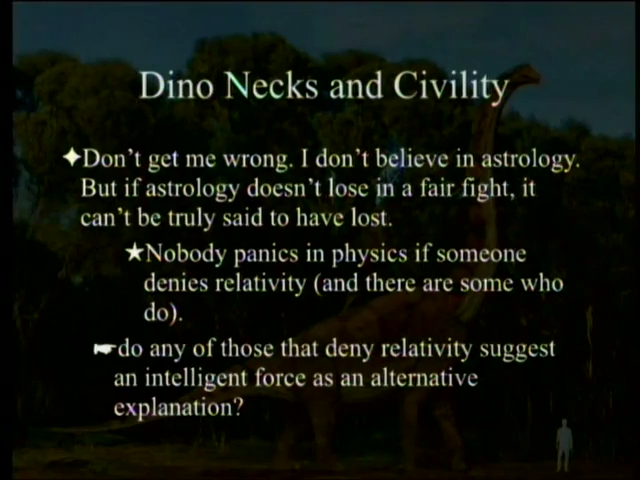 Dino Necks and Civility
Don't get me wrong. I don't believe in astrology.
But if astrology doesn't lose in a fair fight, it
can't be truly said to have lost.
Nobody panics in physics if someone
denies relativity (and there are some who
do).
do any of those that deny relativity suggest
an intelligent force as an alternative
explanation?